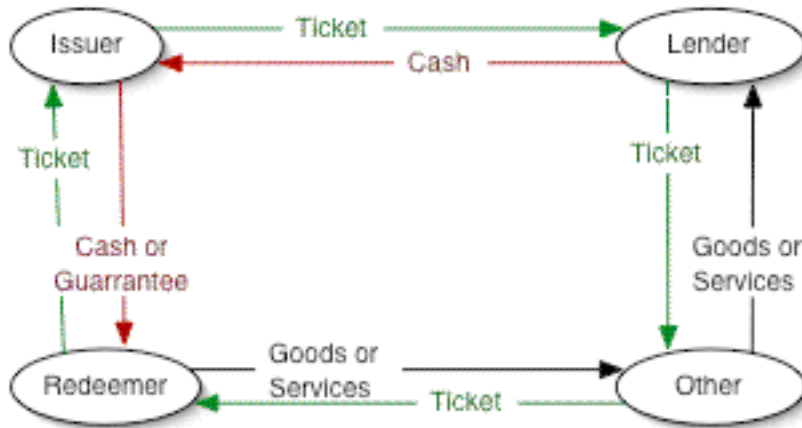 Ticket
Issuer
Lender
Cash
Ticket
Ticket
Cash or
Guarrantee
Goods or
Services
Goods or
Services
Redeemer
Other
Ticket